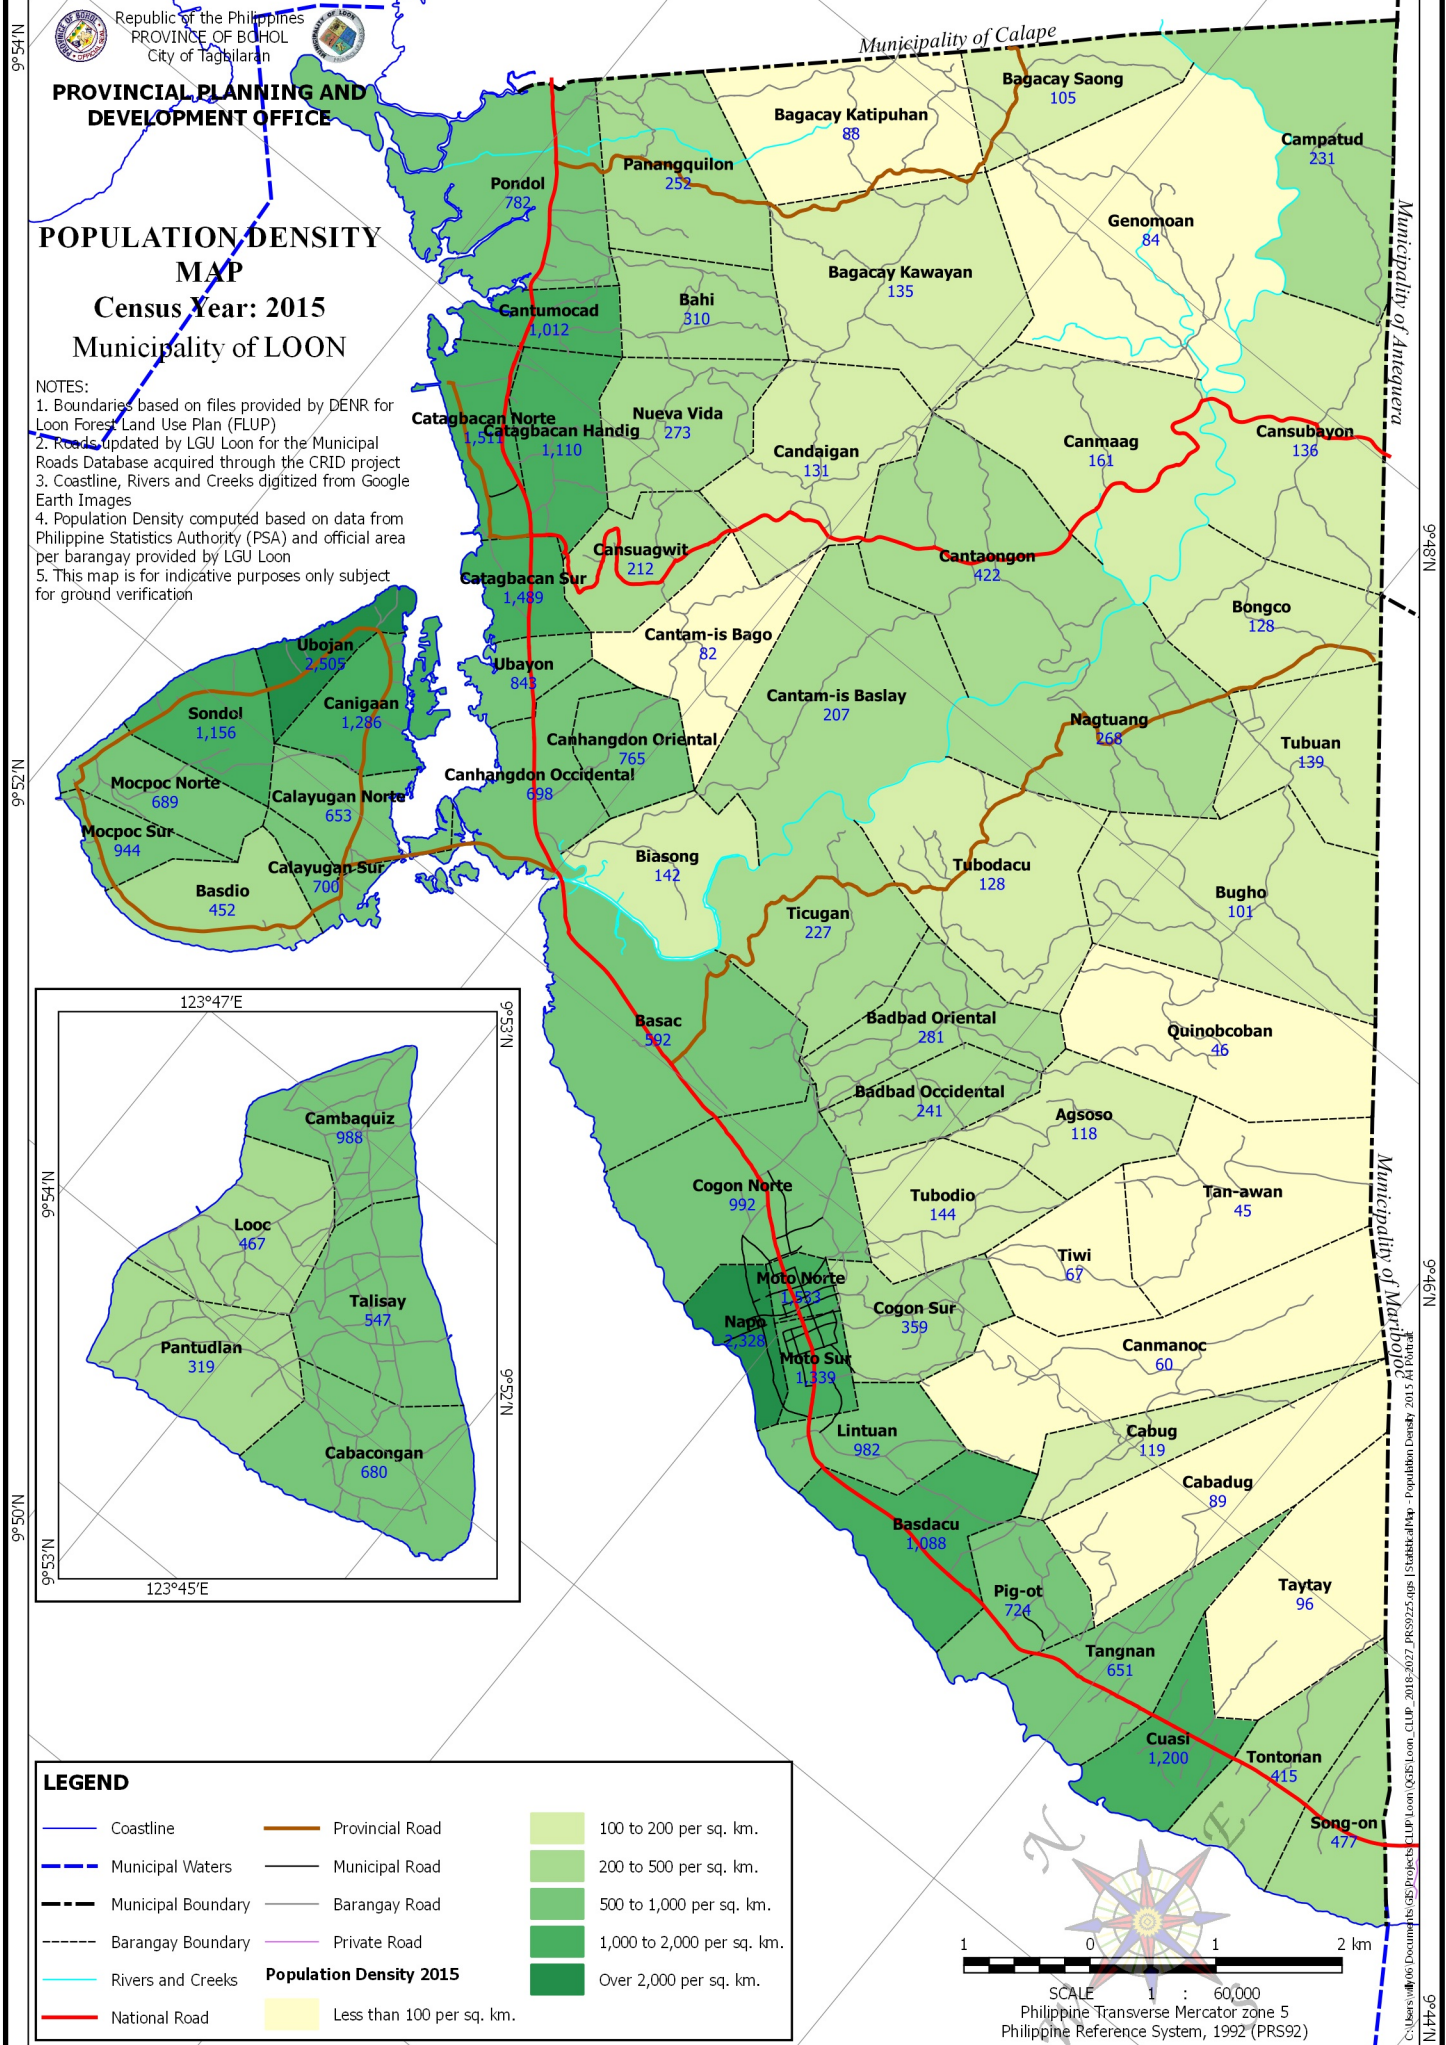 Republic of the Philippines
PROVINCE OF BOHOL
City of Tagbilaran
PROVINCIAL PLANNING AND
DEVELOPMENT OFFICE
POPULATION DENSITY
MAP
Census Year: 2015
Municipality of LOON
NOTES:
1. Boundaries based on files provided by DENR for
Loon Forest Land Use Plan (FLUP)
2. Roads updated by LGU Loon for the Municipal
Roads Database acquired through the CRID project
3. Coastline, Rivers and Creeks digitized from Google
Earth Images
4. Population Density computed based on data from
Philippine Statistics Authority (PSA) and official area
per barangay provided by LGU Loon
5. This map is for indicative purposes only subject
for ground verification
Municipality of Calape
Municipality of Antequera
Municipality of Maribojoc
Bagacay Saong
105
Bagacay Katipuhan
88
Campatud
231
Panangquilon
252
Pondol
782
Genomoan
84
Bagacay Kawayan
135
Bahi
310
Cantumocad
1,012
Catagbacan Norte
1,511
Catagbacan Handig
1,110
Nueva Vida
273
Candaigan
131
Canmaag
161
Cansubayon
136
Cansuagwit
212
Cantaongon
422
Catagbacan Sur
1,489
Bongco
128
Cantam-is Bago
82
Ubojan
2,505
Ubayon
843
Canigaan
1,286
Sondol
1,156
Cantam-is Baslay
207
Nagtuang
268
Canhangdon Oriental
765
Tubuan
139
Canhangdon Occidental
698
Mocpoc Norte
689
Calayugan Norte
653
Mocpoc Sur
944
Calayugan Sur
700
Basdio
452
Biasong
142
Tubodacu
128
Ticugan
227
Bugho
101
Basac
592
Badbad Oriental
281
Quinobcoban
46
Badbad Occidental
241
Agsoso
118
Cogon Norte
992
Tubodio
144
Tan-awan
45
Tiwi
67
Moto Norte
1,533
Cogon Sur
359
Napo
2,328
Moto Sur
1,339
Canmanoc
60
Lintuan
982
Cabug
119
Cabadug
89
Basdacu
1,088
Pig-ot
724
Taytay
96
Tangnan
651
Cuasi
1,200
Tontonan
415
Song-on
477
123°47'E
9°53'N
Cambaquiz
988
Looc
467
Talisay
547
Pantudlan
319
Cabacongan
680
9°54'N
9°52'N
9°53'N
123°45'E
9°54'N
9°52'N
9°50'N
9°48'N
9°46'N
9°44'N
LEGEND
Coastline
Municipal Waters
Municipal Boundary
Barangay Boundary
Rivers and Creeks
National Road
Provincial Road
Municipal Road
Barangay Road
Private Road
Population Density 2015
Less than 100 per sq. km.
100 to 200 per sq. km.
200 to 500 per sq. km.
500 to 1,000 per sq. km.
1,000 to 2,000 per sq. km.
Over 2,000 per sq. km.
N
E
S
W
1 0 1 2 km
SCALE 1 : 60,000
Philippine Transverse Mercator zone 5
Philippine Reference System, 1992 (PRS92)